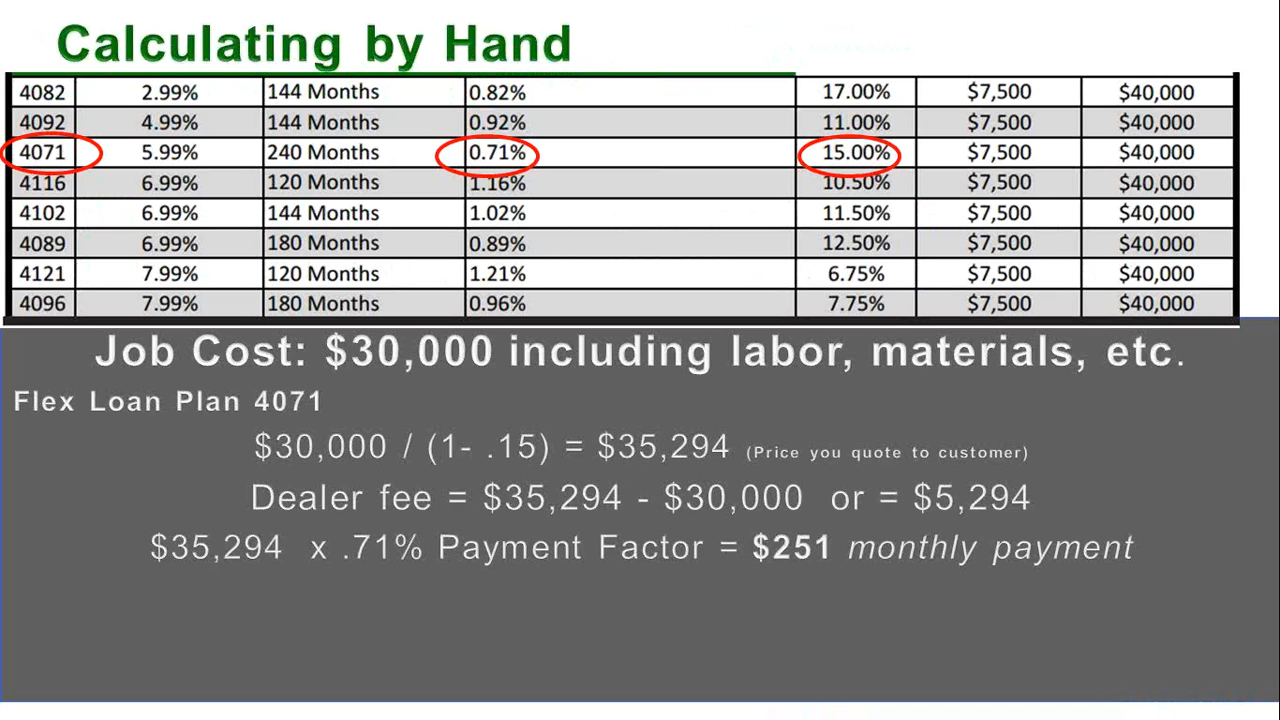 Calculating by Hand
4082 2.99% 144 Months 0.82% 17.00% $7,500 $40,000
4092 4.99% 144 Months 0.92% 11.00% $7,500 $40,000
4071 5.99% 240 Months 0.71% 15.00% $7,500 $40,000
4116 6.99% 120 Months 1.16% 10.50% $7,500 $40,000
4102 6.99% 144 Months 1.02% 11.50% $7,500 $40,000
4089 6.99% 180 Months 0.89% 12.50% $7,500 $40,000
4121 7.99% 120 Months 1.21% 6.75% $7,500 $40,000
4096 7.99% 180 Months 0.96% 7.75% $7,500 $40,000
Job Cost: $30,000 including labor, materials, etc.
Flex Loan Plan 4071
$30,000 / (1- .15) = $35,294 (Price you quote to customer)
Dealer fee = $35,294 - $30,000 or = $5,294
$35,294 x .71% Payment Factor = $251 monthly payment